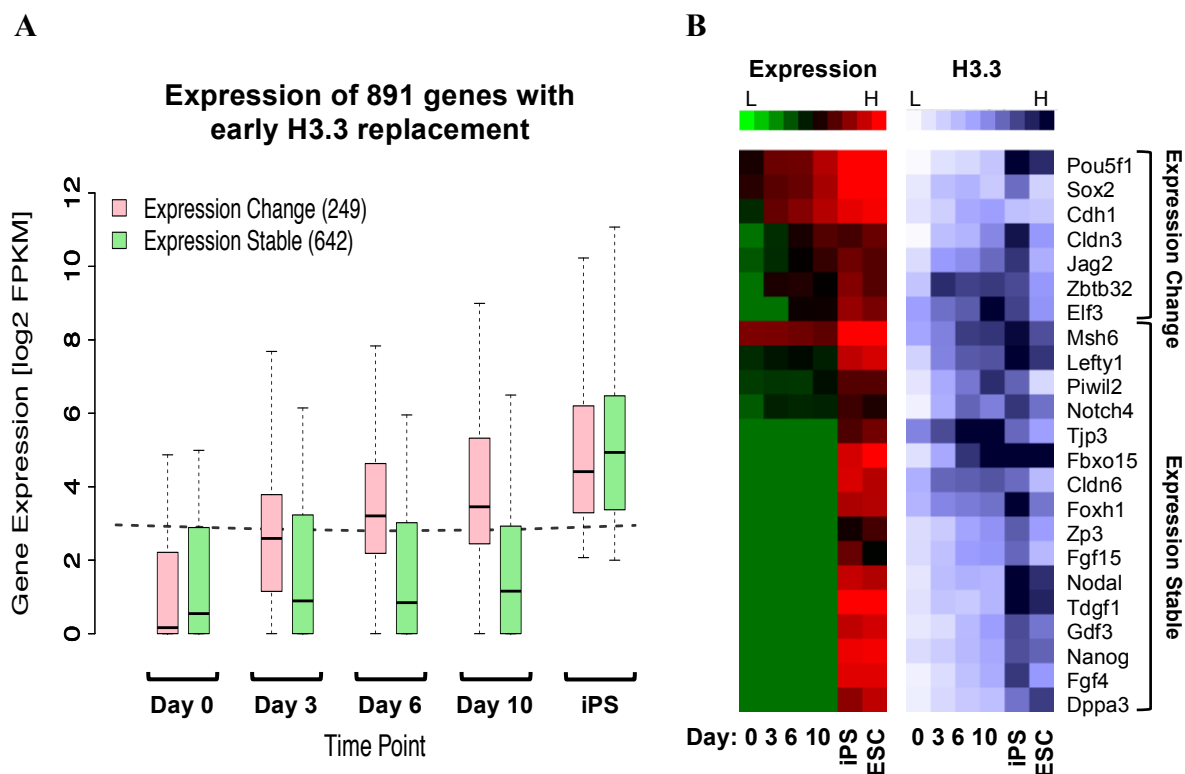 A
Expression of 891 genes with
early H3.3 replacement
Gene Expression [log2 FPKM]
12
10
8
6
4
2
0
Expression Change (249)
Expression Stable (642)
Day 0
Day 3
Day 6
Day 10
iPS
Time Point
B
Expression
H3.3
L H
L H
Pou5f1
Sox2
Cdh1
Cldn3
Jag2
Zbtb32
Elf3
Msh6
Lefty1
Piwil2
Notch4
Tjp3
Fbxo15
Cldn6
Foxh1
Zp3
Fgf15
Nodal
Tdgf1
Gdf3
Nanog
Fgf4
Dppa3
Expression Change
Expression Stable
Day: 0 3 6 10 iPS ESC
0 3 6 10 iPS ESC